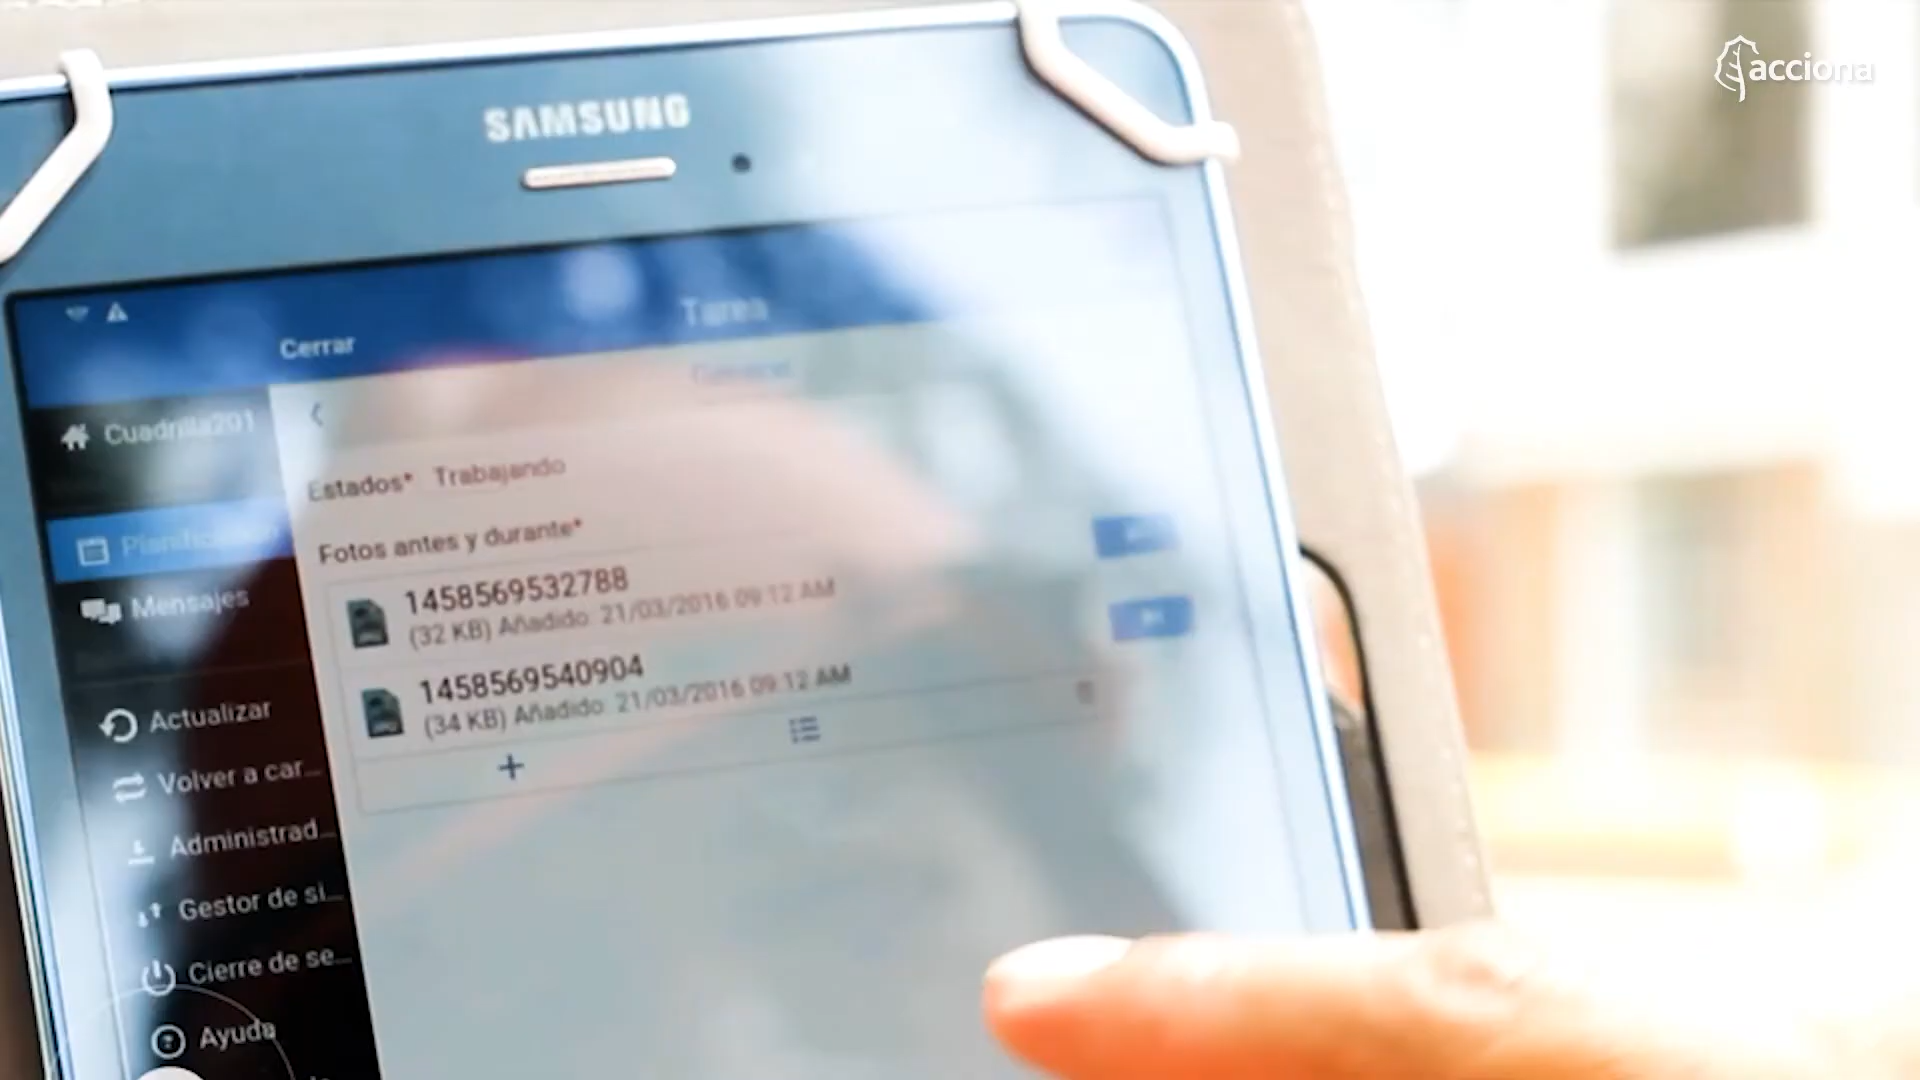 acciona
SAMSUNG
Tarea
Cerrar
General
Cuadrilla201
Estados* Trabajando
Fotos antes y durante*
Mensajes
1458569532788
(32 KB) Añadido: 21/03/2016 09:12 AM
1458569540904
(34 KB) Añadido: 21/03/2016 09:12 AM
+
Actualizar
Volver a car...
Administrad...
Gestor de si...
Cierre de se...
Ayuda